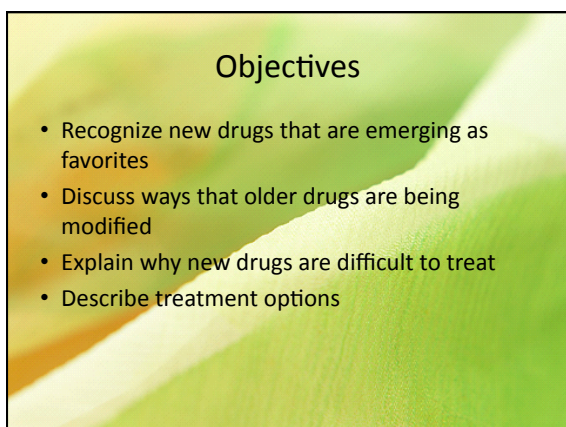 Objectives
• Recognize new drugs that are emerging as
favorites
• Discuss ways that older drugs are being
modified
• Explain why new drugs are difficult to treat
• Describe treatment options